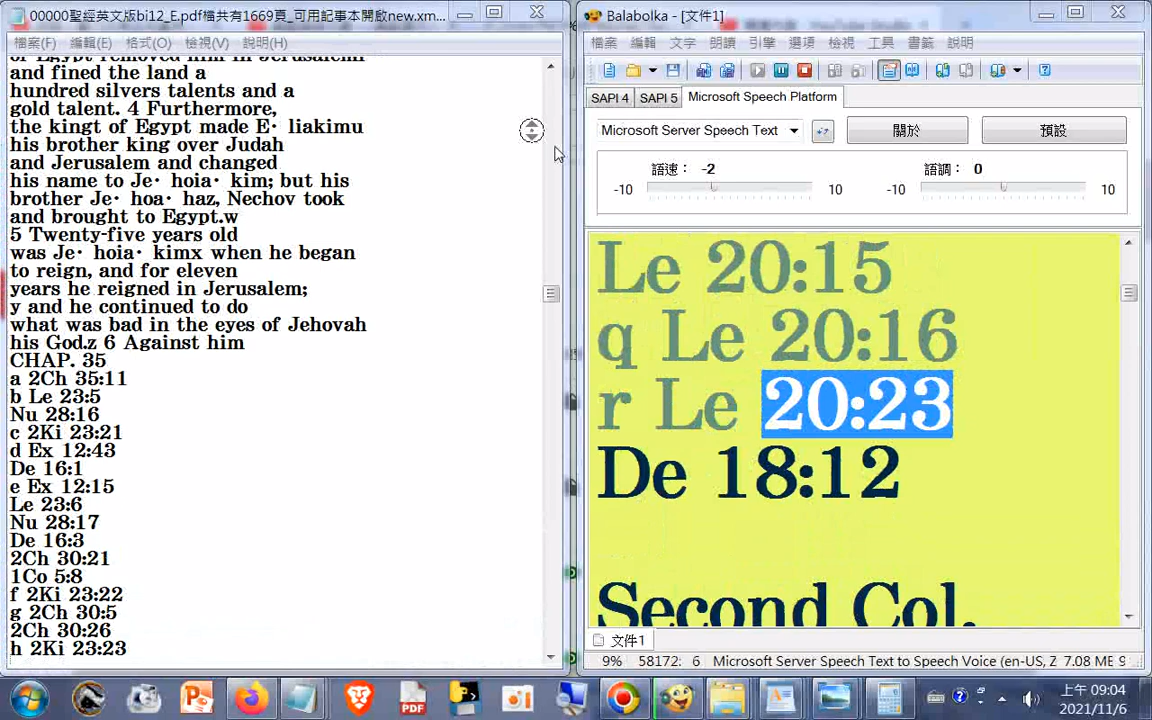 00000聖經英文版bi12_E.pdf檔共有1669頁_可用記事本開啟new.xm...
檔案(F) 編輯(E) 格式(O) 檢視(V) 說明(H)
of Egypt removed him in Jerusalemi
and fined the land a
hundred silvers talents and a
gold talent. 4 Furthermore,
the kingt of Egypt made E· liakimu
his brother king over Judah
and Jerusalem and changed
his name to Je· hoia· kim; but his
brother Je· hoa· haz, Nechov took
and brought to Egypt.w
5 Twenty-five years old
was Je· hoia· kimx when he began
to reign, and for eleven
years he reigned in Jerusalem;
y and he continued to do
what was bad in the eyes of Jehovah
his God.z 6 Against him
CHAP. 35
a 2Ch 35:11
b Le 23:5
Nu 28:16
c 2Ki 23:21
d Ex 12:43
De 16:1
e Ex 12:15
Le 23:6
Nu 28:17
De 16:3
2Ch 30:21
1Co 5:8
f 2Ki 23:22
g 2Ch 30:5
2Ch 30:26
h 2Ki 23:23
Balabolka - [文件1]
檔案 編輯 文字 朗讀 引擎 選項 檢視 工具 書籤 說明
SAPI 4 SAPI 5 Microsoft Speech Platform
Microsoft Server Speech Text 關於 預設
語速: -2 語調: 0
-10 10 -10 10
Le 20:15
q Le 20:16
r Le 20:23
De 18:12
Second Col.
文件1
9% 58172: 6 Microsoft Server Speech Text to Speech Voice (en-US, Z 7.08 ME 9
PDF
上午 09:04
2021/11/6